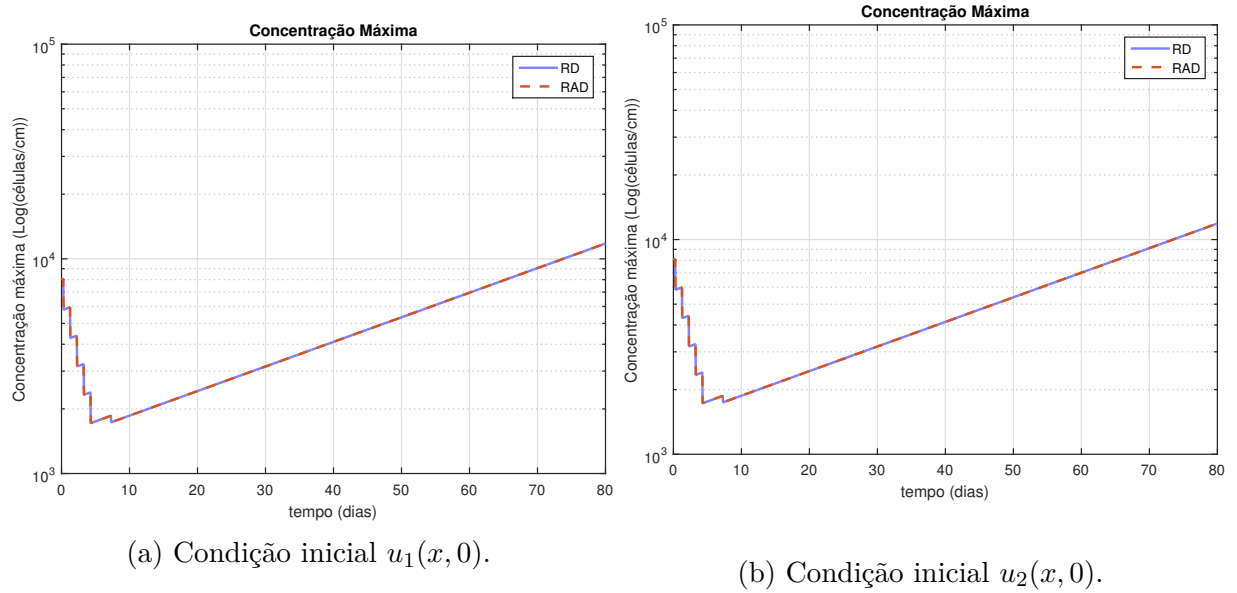 Concentração Máxima
10^5
10^4
10^3
Concentração máxima (Log(células/cm))
RD
RAD
0 10 20 30 40 50 60 70 80
tempo (dias)
(a) Condição inicial u_1(x, 0).
Concentração Máxima
10^5
10^4
10^3
Concentração máxima (Log(células/cm))
RD
RAD
0 10 20 30 40 50 60 70 80
tempo (dias)
(b) Condição inicial u_2(x, 0).